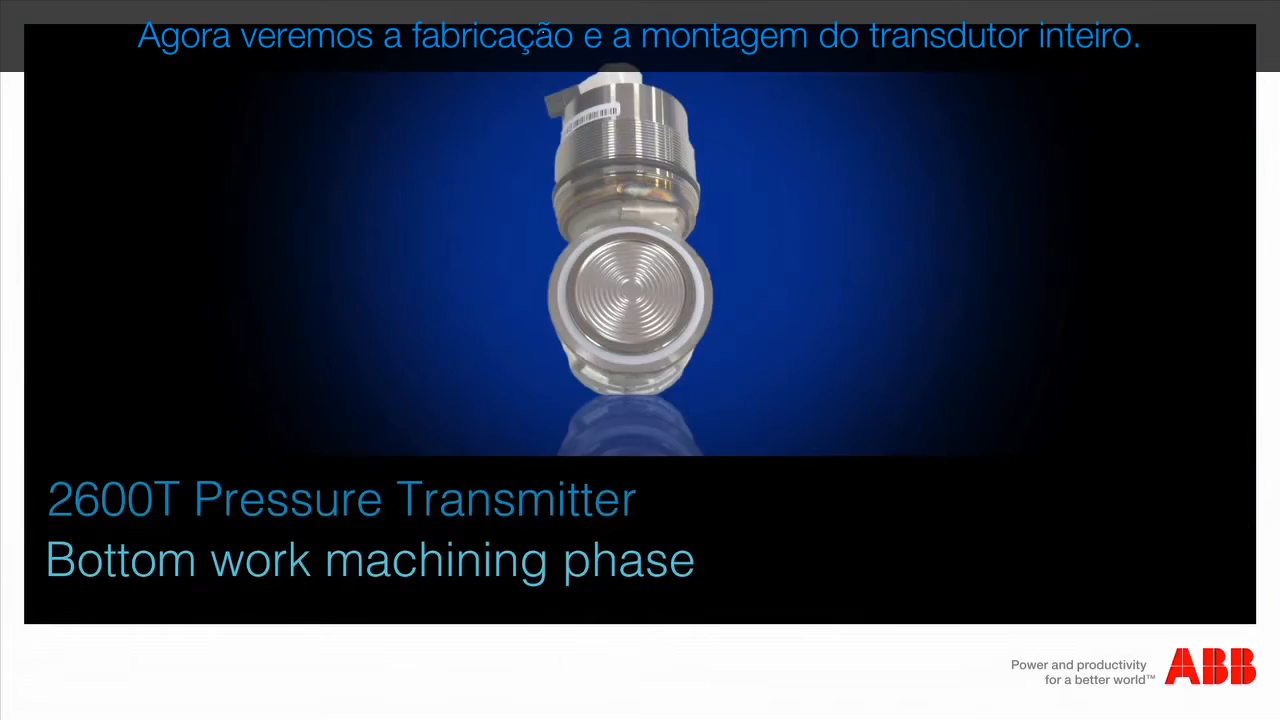 Agora veremos a fabricação e a montagem do transdutor inteiro.
2600T Pressure Transmitter
Bottom work machining phase
Power and productivity
for a better world™
ABB